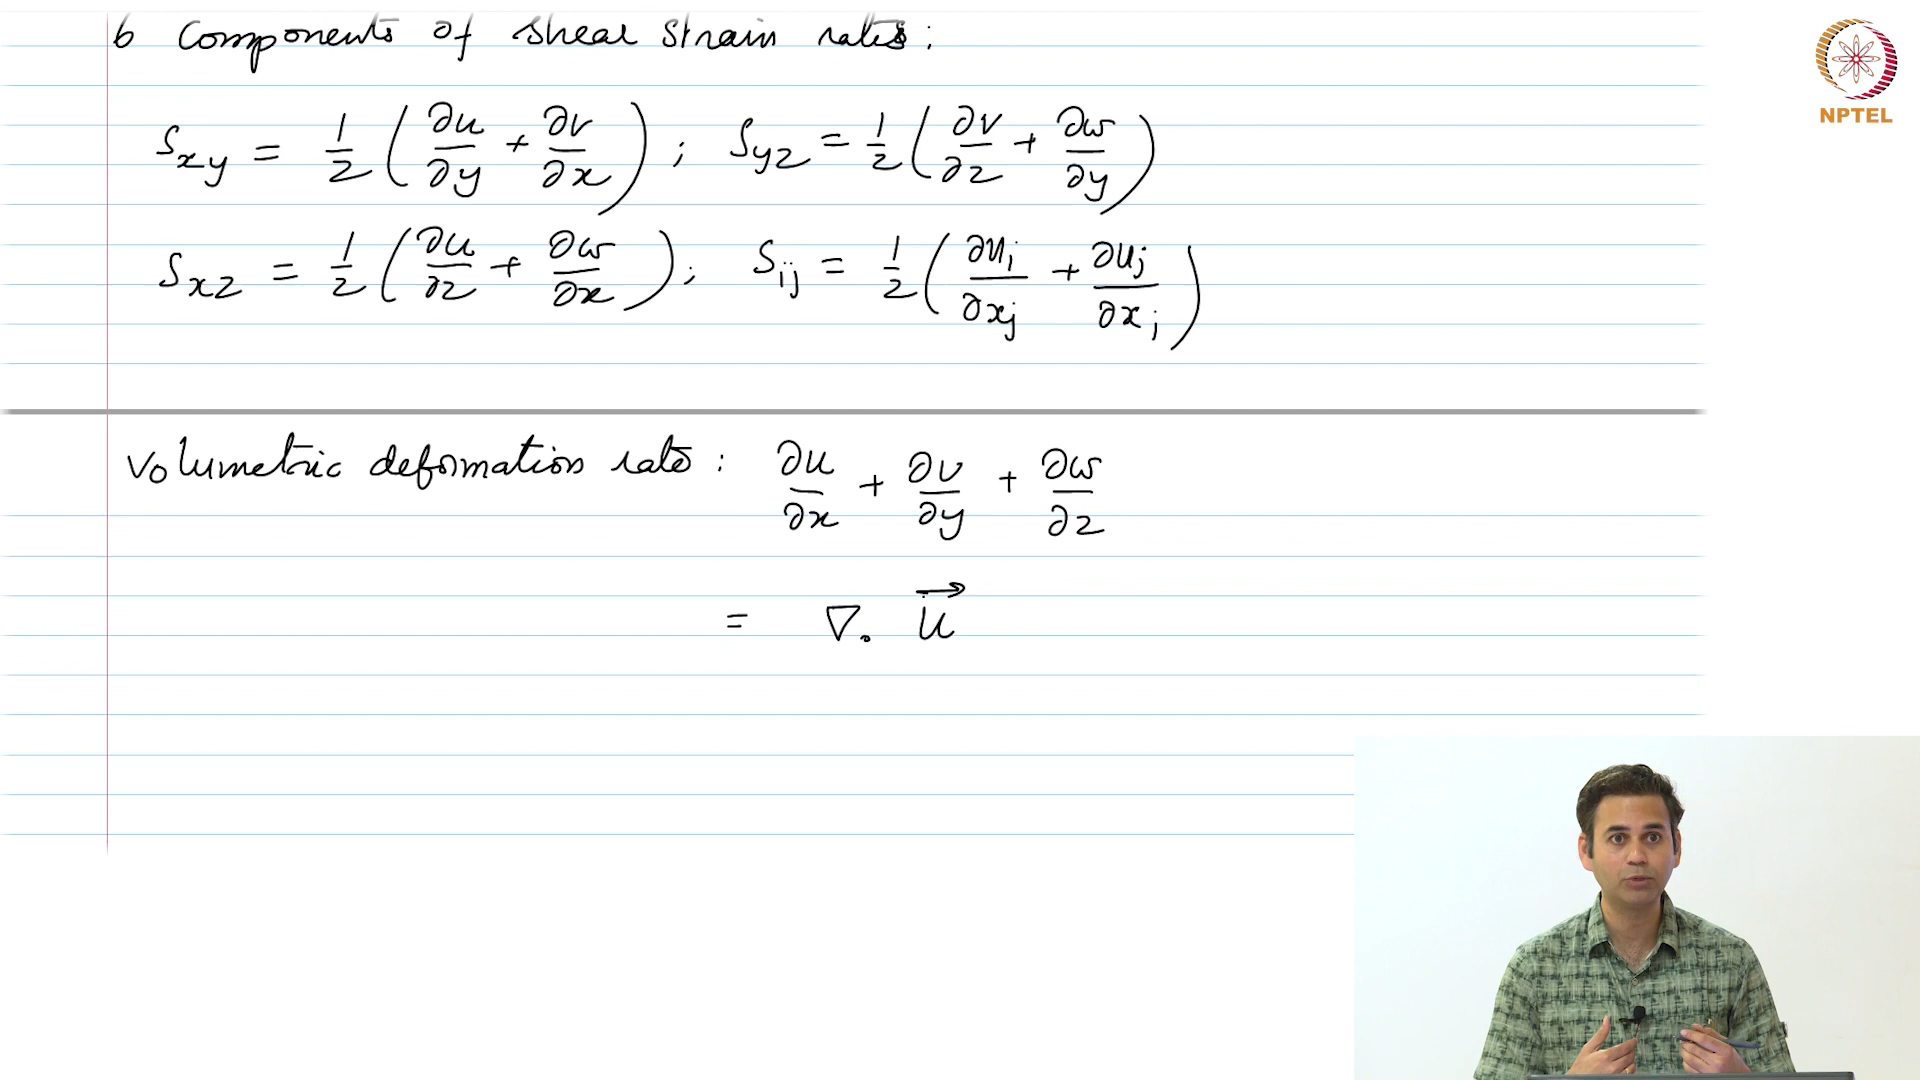 6 Components of shear strain rates:
NPTEL
S_xy = 1/2 (∂u/∂y + ∂v/∂x) ; S_yz = 1/2 (∂v/∂z + ∂w/∂y)
S_xz = 1/2 (∂u/∂z + ∂w/∂x) ; S_ij = 1/2 (∂u_i/∂x_j + ∂u_j/∂x_i)
Volumetric deformation rate : ∂u/∂x + ∂v/∂y + ∂w/∂z
= ∇. u⃗